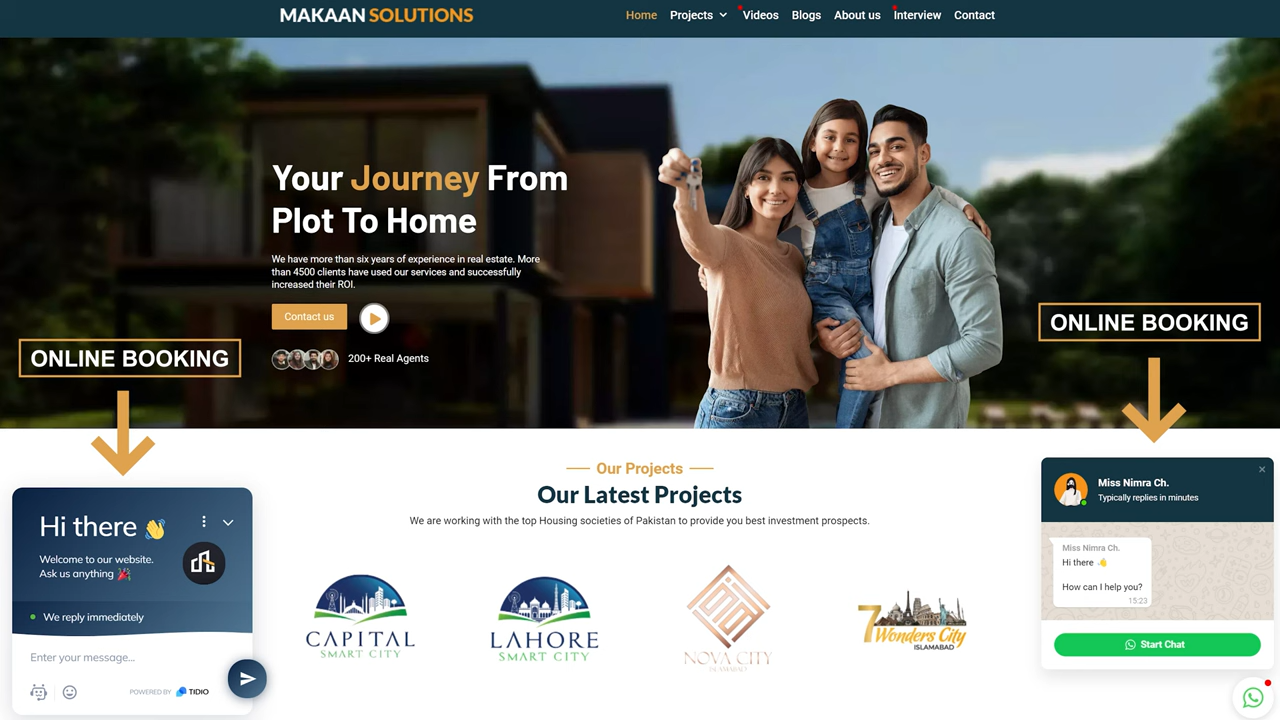 MAKAAN SOLUTIONS
Home Projects Videos Blogs About us Interview Contact
Your Journey From
Plot To Home
We have more than six years of experience in real estate. More
than 4500 clients have used our services and successfully
increased their ROI.
Contact us
200+ Real Agents
ONLINE BOOKING
ONLINE BOOKING
Our Projects
Our Latest Projects
We are working with the top Housing societies of Pakistan to provide you best investment prospects.
CAPITAL
SMART CITY
LAHORE
SMART CITY
NOVA CITY
ISLAMABAD
7 Wonders City
ISLAMABAD
Hi there 👋
Welcome to our website.
Ask us anything 🎉
We reply immediately
Enter your message...
POWERED BY TIDIO
Miss Nimra Ch.
Typically replies in minutes
Miss Nimra Ch.
Hi there 👋
How can I help you?
15:23
Start Chat